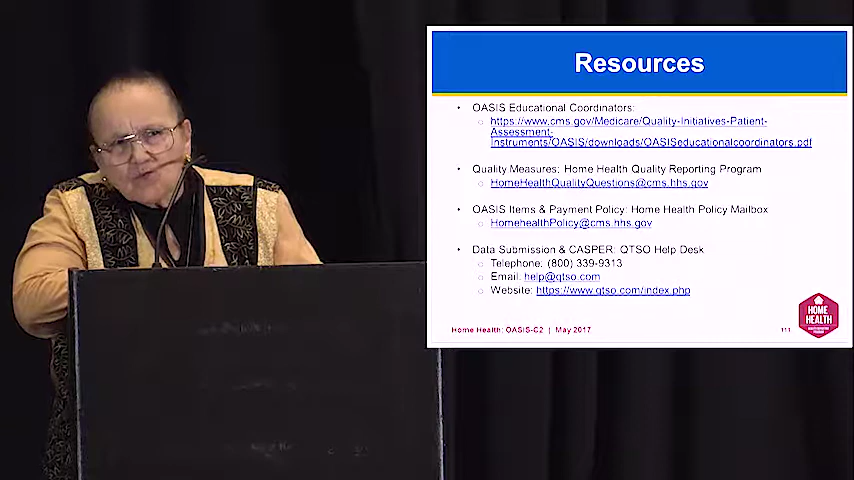 Resources
• OASIS Educational Coordinators:
○ https://www.cms.gov/Medicare/Quality-Initiatives-Patient-
Assessment-
Instruments/OASIS/downloads/OASISeducationalcoordinators.pdf
• Quality Measures: Home Health Quality Reporting Program
○ HomeHealthQualityQuestions@cms.hhs.gov
• OASIS Items & Payment Policy: Home Health Policy Mailbox
○ HomehealthPolicy@cms.hhs.gov
• Data Submission & CASPER: QTSO Help Desk
○ Telephone: (800) 339-9313
○ Email: help@qtso.com
○ Website: https://www.qtso.com/index.php
Home Health: OASIS-C2 | May 2017
111
HOME
HEALTH